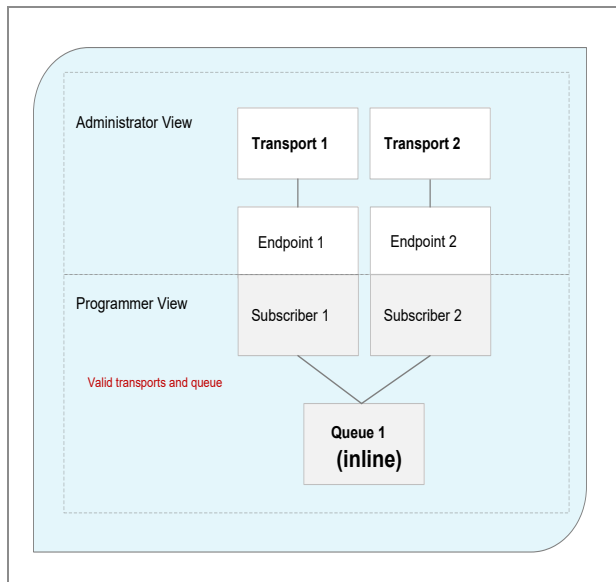 Administrator View
Transport 1
Transport 2
Endpoint 1
Endpoint 2
Programmer View
Subscriber 1
Subscriber 2
Valid transports and queue
Queue 1
(inline)